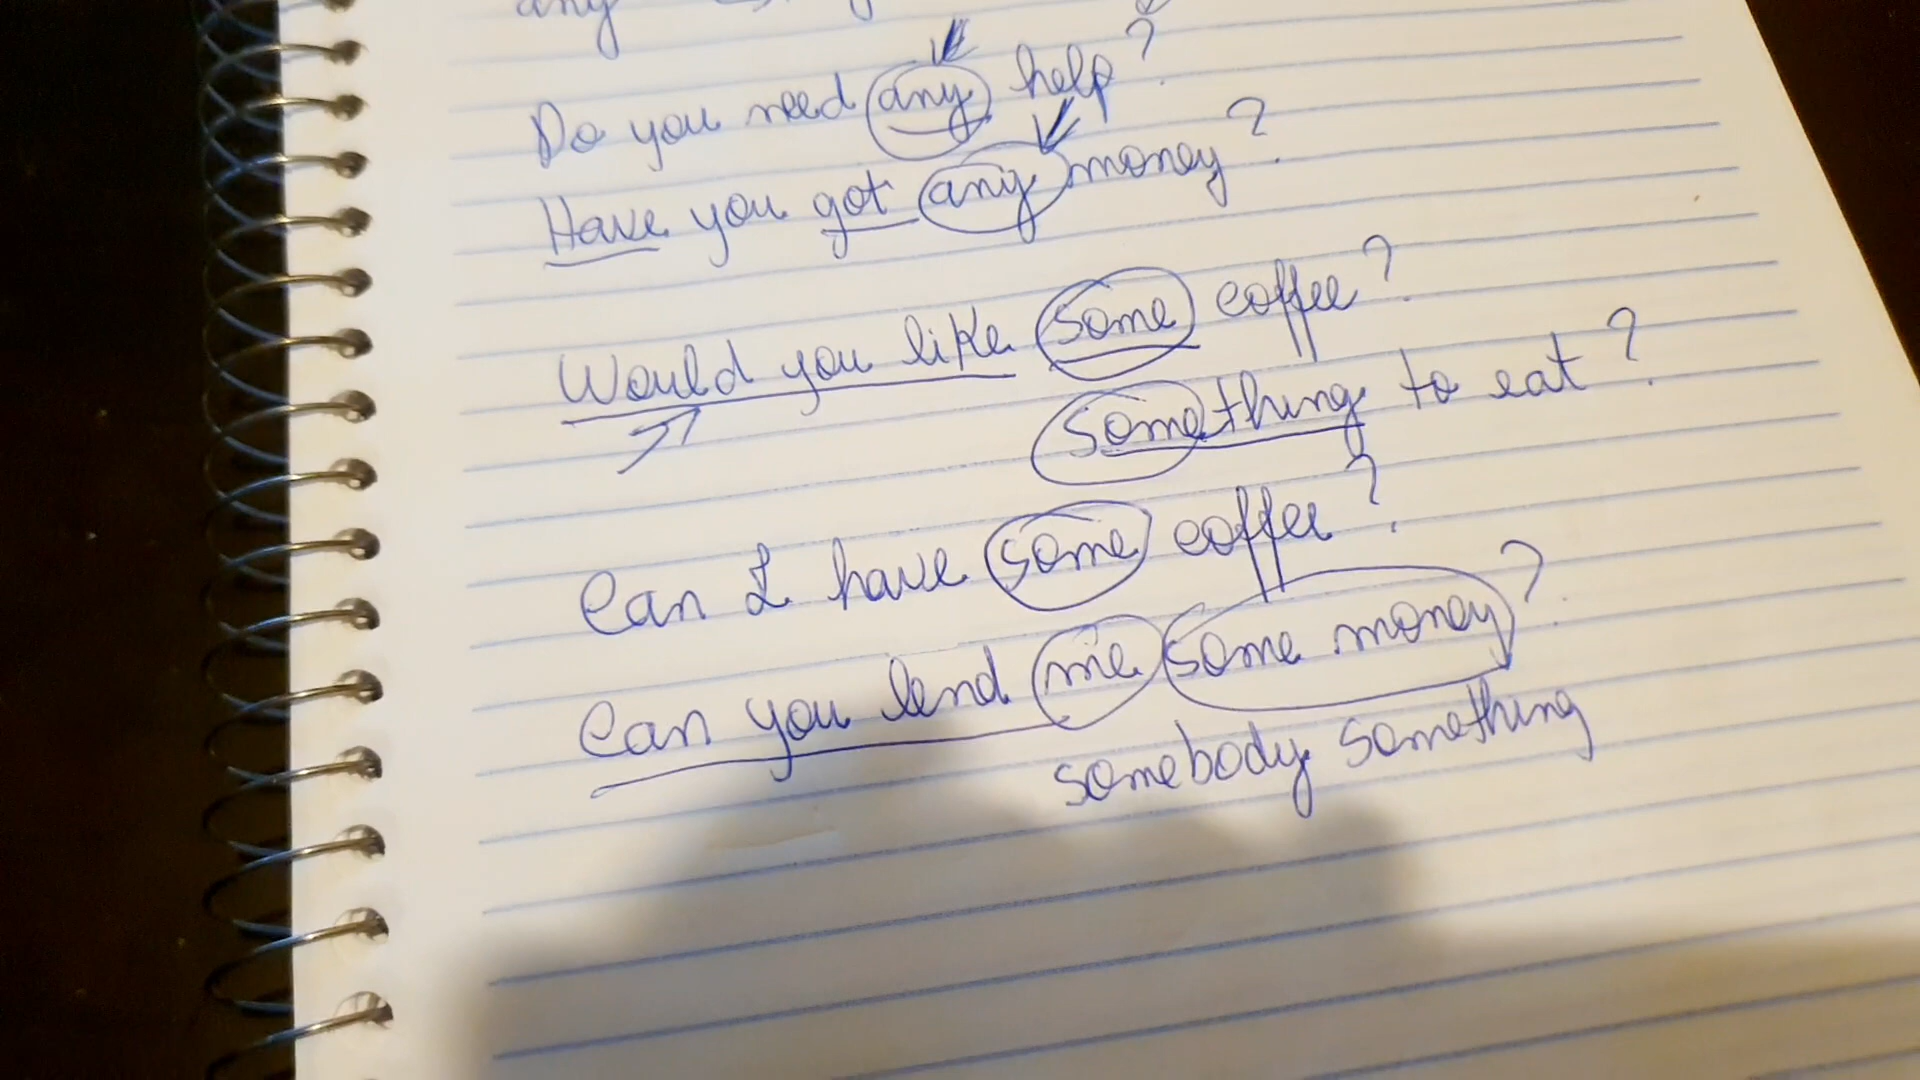 any
Do you need any help?
Have you got any money?
Would you like some coffee?
something to eat?
Can I have some coffee?
Can you lend me some money?
somebody something